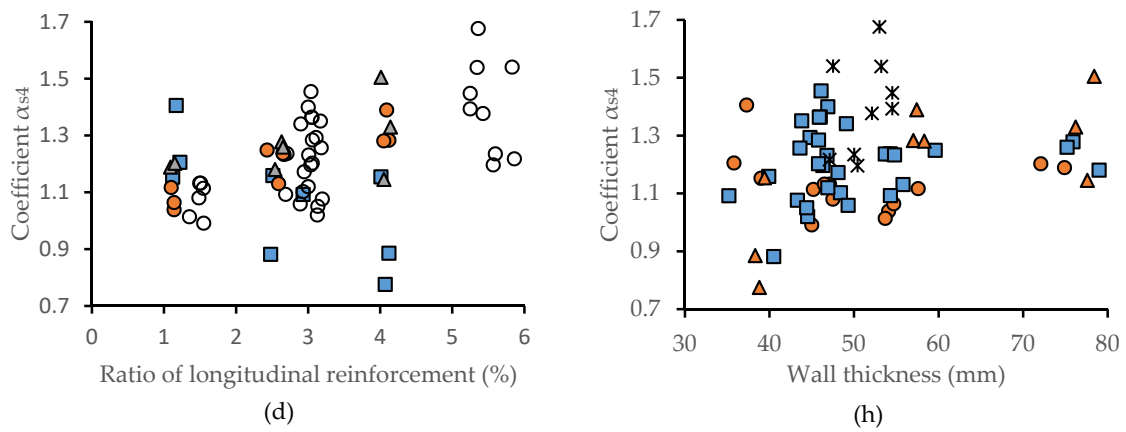 Coefficient αs4
1.7
1.5
1.3
1.1
0.9
0.7
0 1 2 3 4 5 6
Ratio of longitudinal reinforcement (%)
(d)
Coefficient αs4
1.7
1.5
1.3
1.1
0.9
0.7
30 40 50 60 70 80
Wall thickness (mm)
(h)